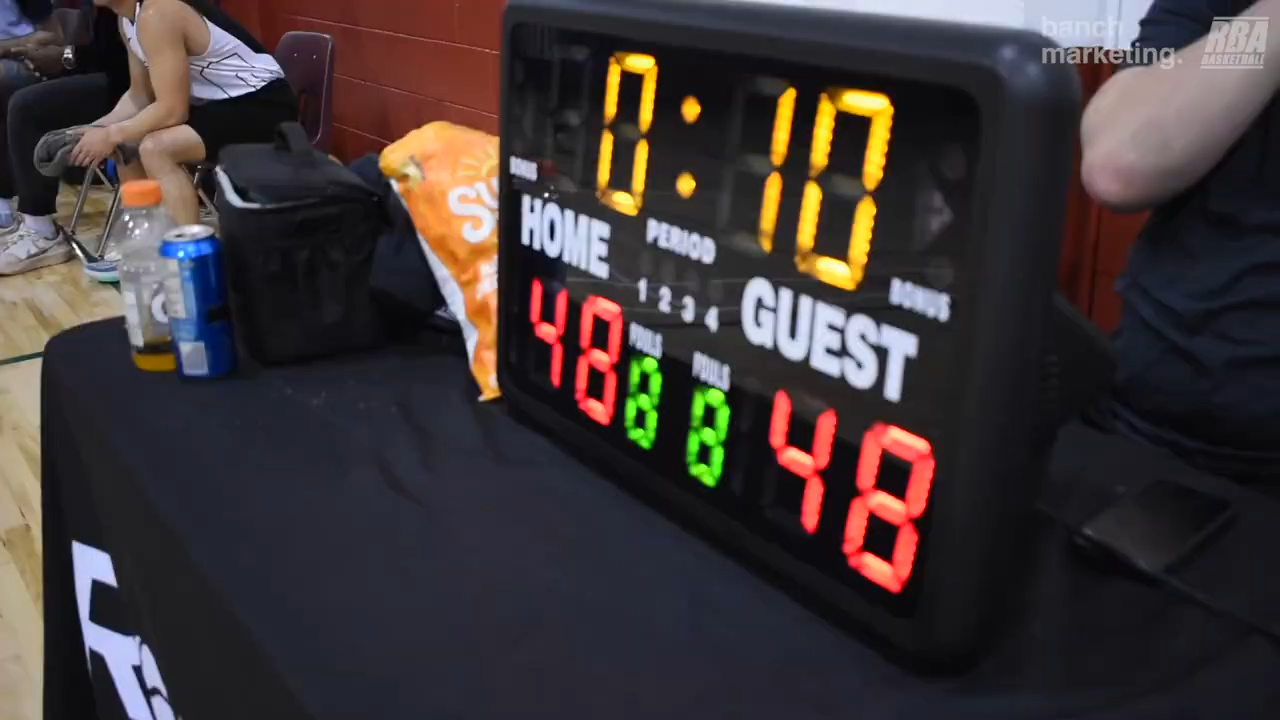 banch
marketing.
RBA
BASKETBALL
0:10
BONUS
HOME
PERIOD
BONUS
1 2 3 4
GUEST
48
FOULS
FOULS
8
8
48